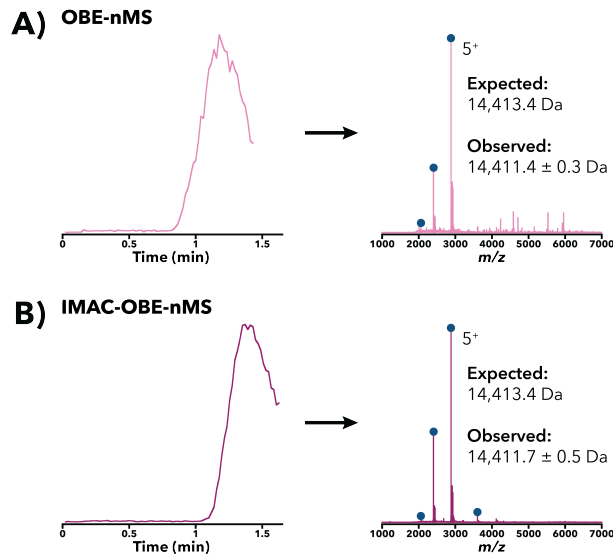 A) OBE-nMS
5+
Expected:
14,413.4 Da
Observed:
14,411.4 ± 0.3 Da
0 0.5 1 1.5
Time (min)
1000 2000 3000 4000 5000 6000 7000
m/z
B) IMAC-OBE-nMS
5+
Expected:
14,413.4 Da
Observed:
14,411.7 ± 0.5 Da
0 0.5 1 1.5
Time (min)
1000 2000 3000 4000 5000 6000 7000
m/z